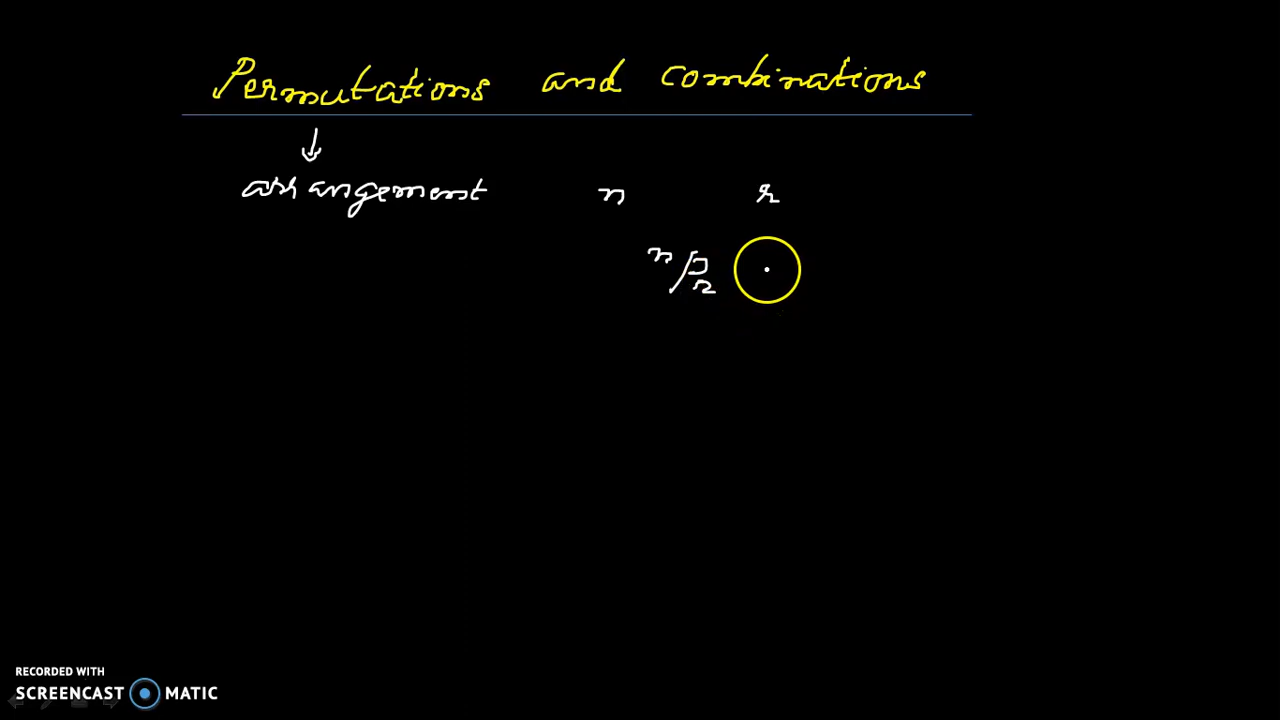 Permutations and combinations
↓
arrangement n r
ⁿPᵣ
RECORDED WITH
SCREENCAST MATIC